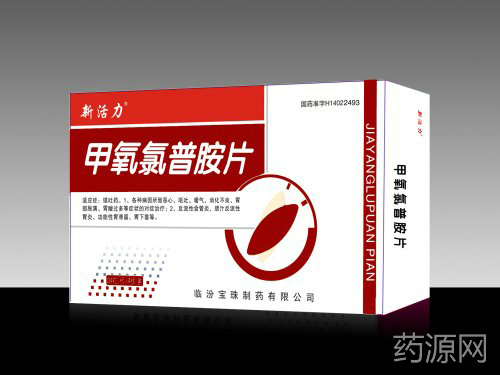 新活力®
国药准字H14022493
甲氧氯普胺片
适应症：镇吐药。1、各种病因所致恶心、呕吐、嗳气、消化不良、胃
部胀满、胃酸过多等症状的对症治疗；2、反流性食管炎、胆汁反流性
胃炎、功能性胃滞留、胃下垂等。
临汾宝珠制药有限公司
JIAYANGLUPUAN PIAN
新活力®
甲氧氯普胺片
药源网